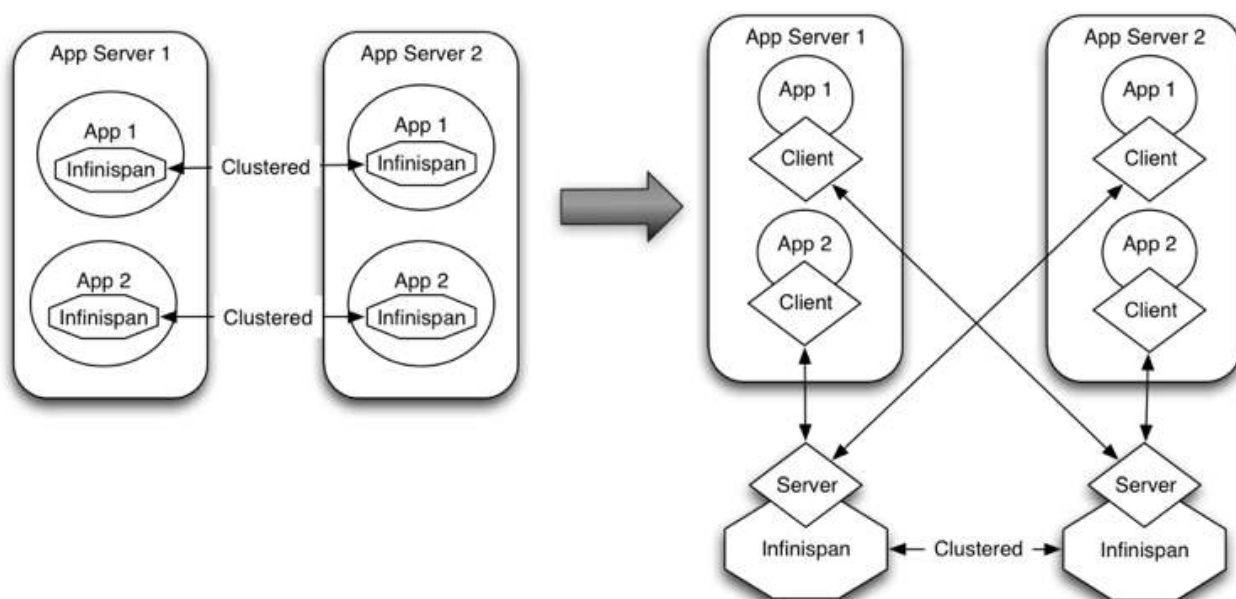 App Server 1
App 1
Infinispan
App 2
Infinispan
Clustered
Clustered
App Server 2
App 1
Infinispan
App 2
Infinispan
App Server 1
App 1
Client
App 2
Client
App Server 2
App 1
Client
App 2
Client
Server
Infinispan
Clustered
Server
Infinispan